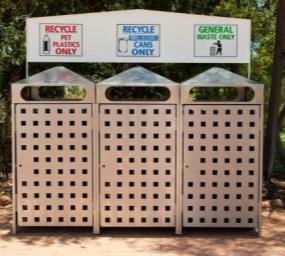 RECYCLE
PET
PLASTICS
ONLY
RECYCLE
ALUMINIUM
CANS
ONLY
GENERAL
WASTE ONLY